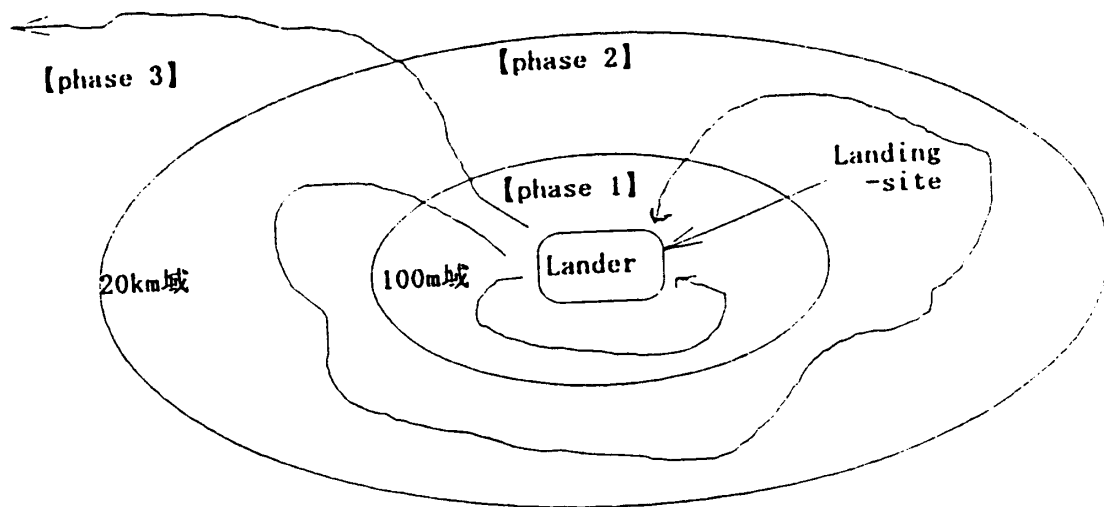 【phase 3】
【phase 2】
Landing
-site
【phase 1】
20km域
100m域
Lander